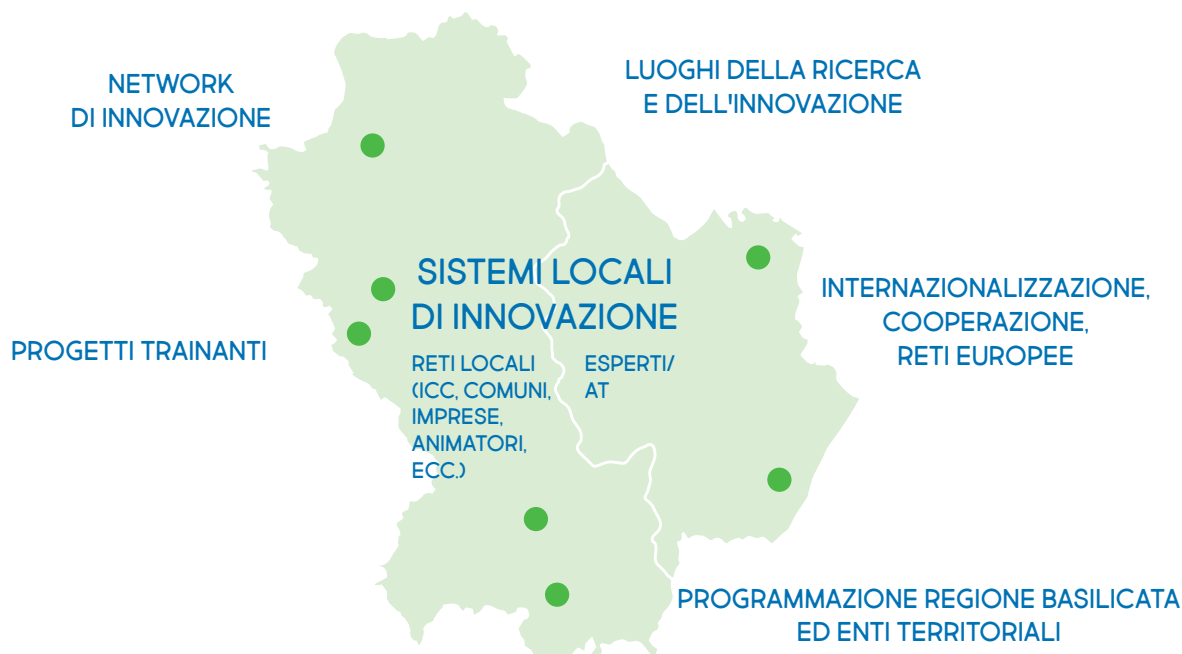 NETWORK
DI INNOVAZIONE
LUOGHI DELLA RICERCA
E DELL'INNOVAZIONE
SISTEMI LOCALI
DI INNOVAZIONE
INTERNAZIONALIZZAZIONE,
COOPERAZIONE,
RETI EUROPEE
PROGETTI TRAINANTI
RETI LOCALI
(ICC, COMUNI,
IMPRESE,
ANIMATORI,
ECC.)
ESPERTI/
AT
PROGRAMMAZIONE REGIONE BASILICATA
ED ENTI TERRITORIALI